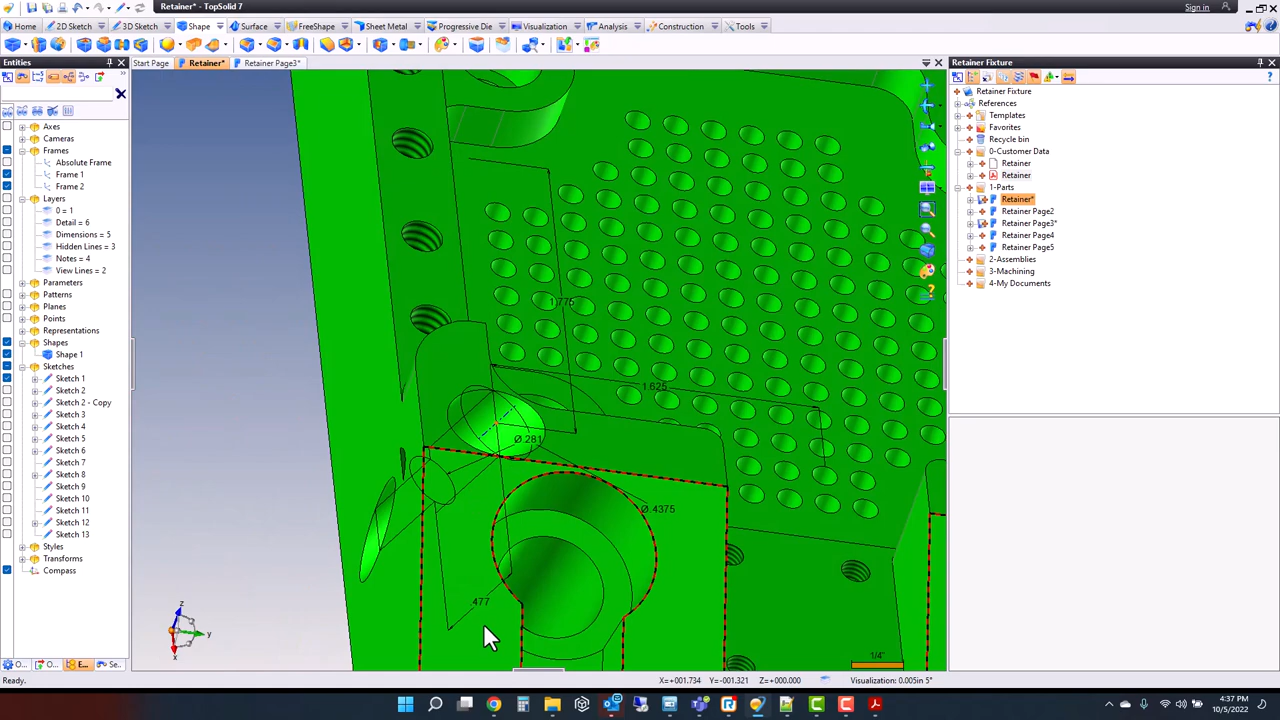 Retainer* - TopSolid 7
Sign in
Home
2D Sketch
3D Sketch
Shape
Surface
FreeShape
Sheet Metal
Progressive Die
Visualization
Analysis
Construction
Tools
Entities
Start Page
Retainer*
Retainer Page3*
Retainer Fixture
Axes
Cameras
Frames
Absolute Frame
Frame 1
Frame 2
Layers
0 = 1
Detail = 6
Dimensions = 5
Hidden Lines = 3
Notes = 4
View Lines = 2
Parameters
Patterns
Planes
Points
Representations
Shapes
Shape 1
Sketches
Sketch 1
Sketch 2
Sketch 2 - Copy
Sketch 3
Sketch 4
Sketch 5
Sketch 6
Sketch 7
Sketch 8
Sketch 9
Sketch 10
Sketch 11
Sketch 12
Sketch 13
Styles
Transforms
Compass
O...
O...
E...
Se...
1.775
1.625
Ø.281
Ø.4375
.477
z
y
x
1/4"
Retainer Fixture
References
Templates
Favorites
Recycle bin
0-Customer Data
Retainer
Retainer
1-Parts
Retainer*
Retainer Page2
Retainer Page3*
Retainer Page4
Retainer Page5
2-Assemblies
3-Machining
4-My Documents
Ready.
X=+001.734 Y=-001.321 Z=+000.000
Visualization: 0.005in 5°
4:37 PM
10/5/2022